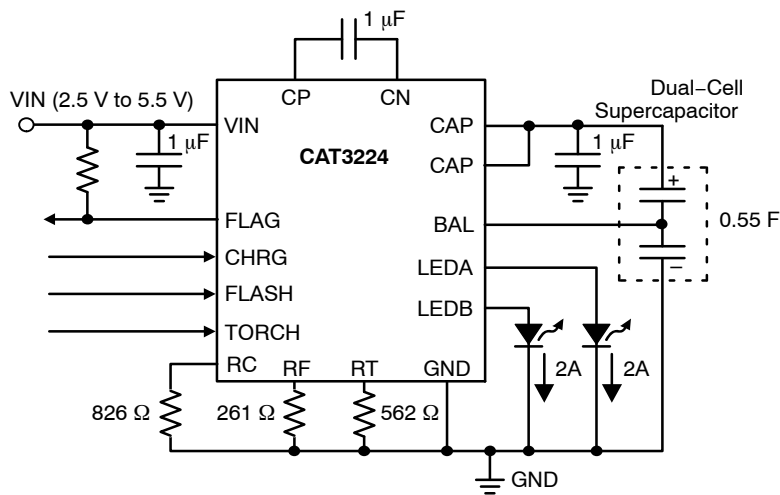 1 μF
VIN (2.5 V to 5.5 V)
Dual−Cell
Supercapacitor
CP
CN
VIN
1 μF
CAT3224
CAP
CAP
1 μF
+
FLAG
BAL
0.55 F
−
CHRG
LEDA
FLASH
LEDB
TORCH
2A
2A
RC
RF
RT
GND
826 Ω
261 Ω
562 Ω
GND